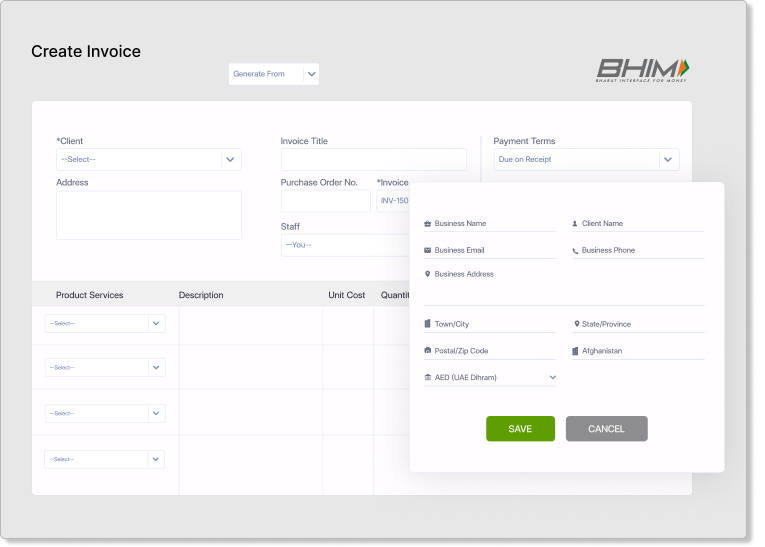 Create Invoice
Generate From
BHIM
BHARAT INTERFACE FOR MONEY
*Client
Invoice Title
Payment Terms
--Select--
Due on Receipt
Address
Purchase Order No.
*Invoice
INV-150
Staff
--You--
Product Services
Description
Unit Cost
Quantit
--Select--
--Select--
--Select--
--Select--
Business Name
Client Name
Business Email
Business Phone
Business Address
Town/City
State/Province
Postal/Zip Code
Afghanistan
AED (UAE Dihram)
SAVE
CANCEL